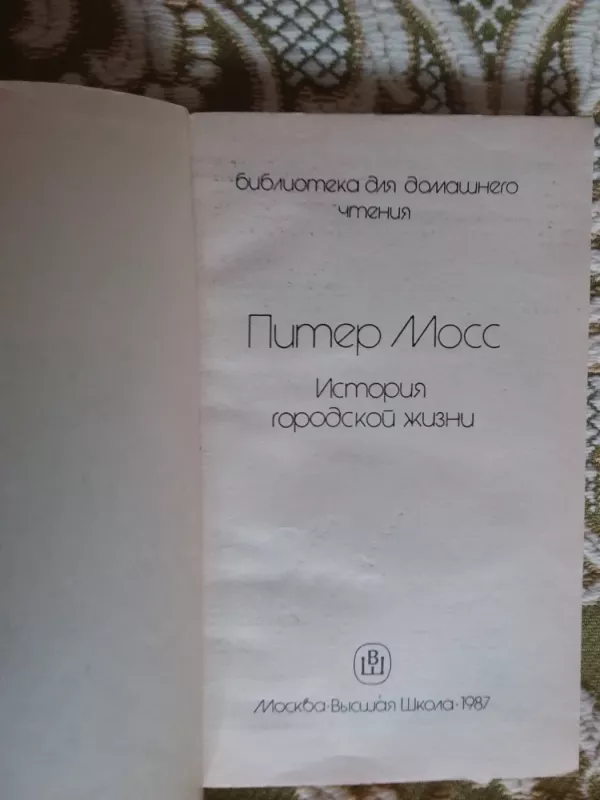 библиотека для домашнего
чтения
Питер Мосс
История
городской жизни
ВШ
Москва·Высшая Школа·1987